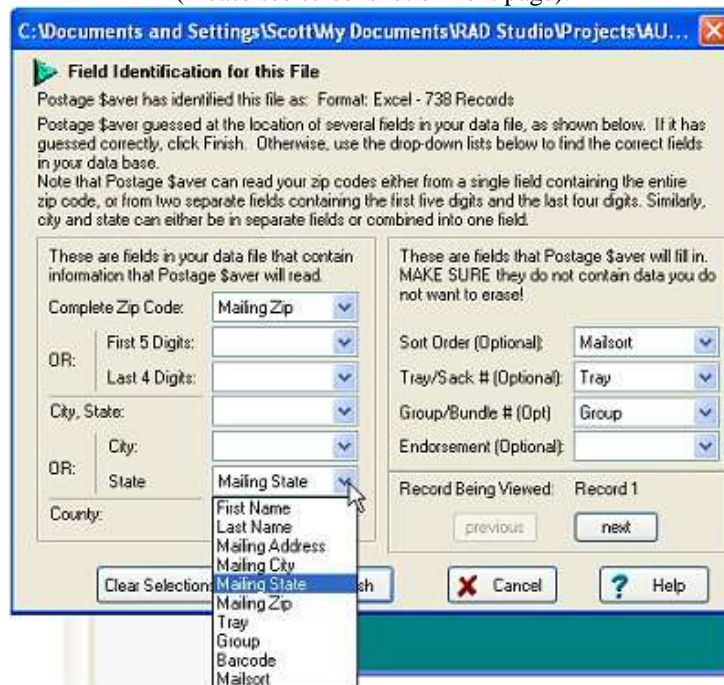 C:\Documents and Settings\Scott\My Documents\RAD Studio\Projects\AU...
Field Identification for this File
Postage $aver has identified this file as: Format: Excel - 738 Records
Postage $aver guessed at the location of several fields in your data file, as shown below. If it has
guessed correctly, click Finish. Otherwise, use the drop-down lists below to find the correct fields
in your data base.
Note that Postage $aver can read your zip codes either from a single field containing the entire
zip code, or from two separate fields containing the first five digits and the last four digits. Similarly,
city and state can either be in separate fields or combined into one field.
These are fields in your data file that contain
information that Postage $aver will read.
Complete Zip Code: Mailing Zip
OR:
First 5 Digits:
Last 4 Digits:
City, State:
OR:
City:
State Mailing State
County:
First Name
Last Name
Mailing Address
Mailing City
Mailing State
Mailing Zip
Tray
Group
Barcode
Mailsort
These are fields that Postage $aver will fill in.
MAKE SURE they do not contain data you do
not want to erase!
Sort Order (Optional): Mailsort
Tray/Sack # (Optional): Tray
Group/Bundle # (Opt) Group
Endorsement (Optional):
Record Being Viewed: Record 1
previous next
Clear Selection
Cancel
Help